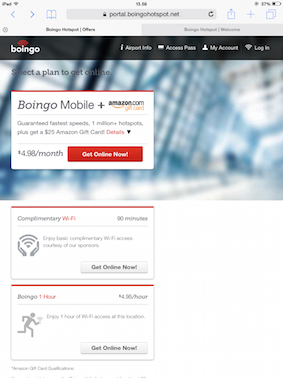 iPad
13:58
37%
portal.boingohotspot.net
Boingo Hotspot | Offers
Boingo Hotspot | Welcome
boingo
Airport Info
Access Pass
My Account
Log In
Select a plan to get online.
Boingo Mobile + amazon.com gift card
Guaranteed fastest speeds, 1 million+ hotspots,
plus get a $25 Amazon Gift Card! Details ▼
$4.98/month
Get Online Now!
Complimentary Wi-Fi
90 minutes
Enjoy basic complimentary Wi-Fi access
courtesy of our sponsors.
Get Online Now!
Boingo 1 Hour
$4.95/hour
Enjoy 1 hour of Wi-Fi access at this location.
Get Online Now!
*Amazon Gift Card Qualifications: